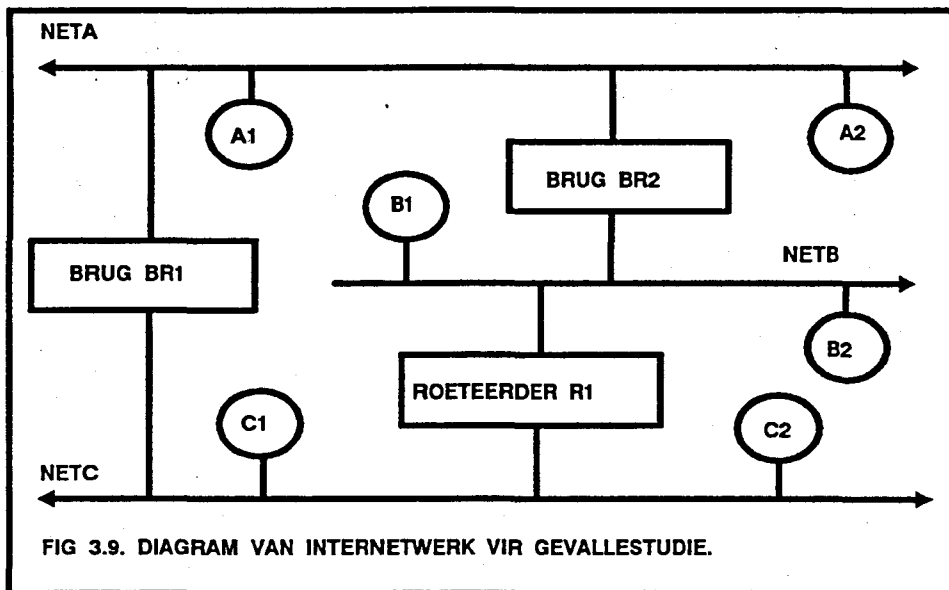 NETA
A1
A2
BRUG BR2
B1
BRUG BR1
NETB
B2
ROETEERDER R1
C1
C2
NETC
FIG 3.9. DIAGRAM VAN INTERNETWERK VIR GEVALLESTUDIE.